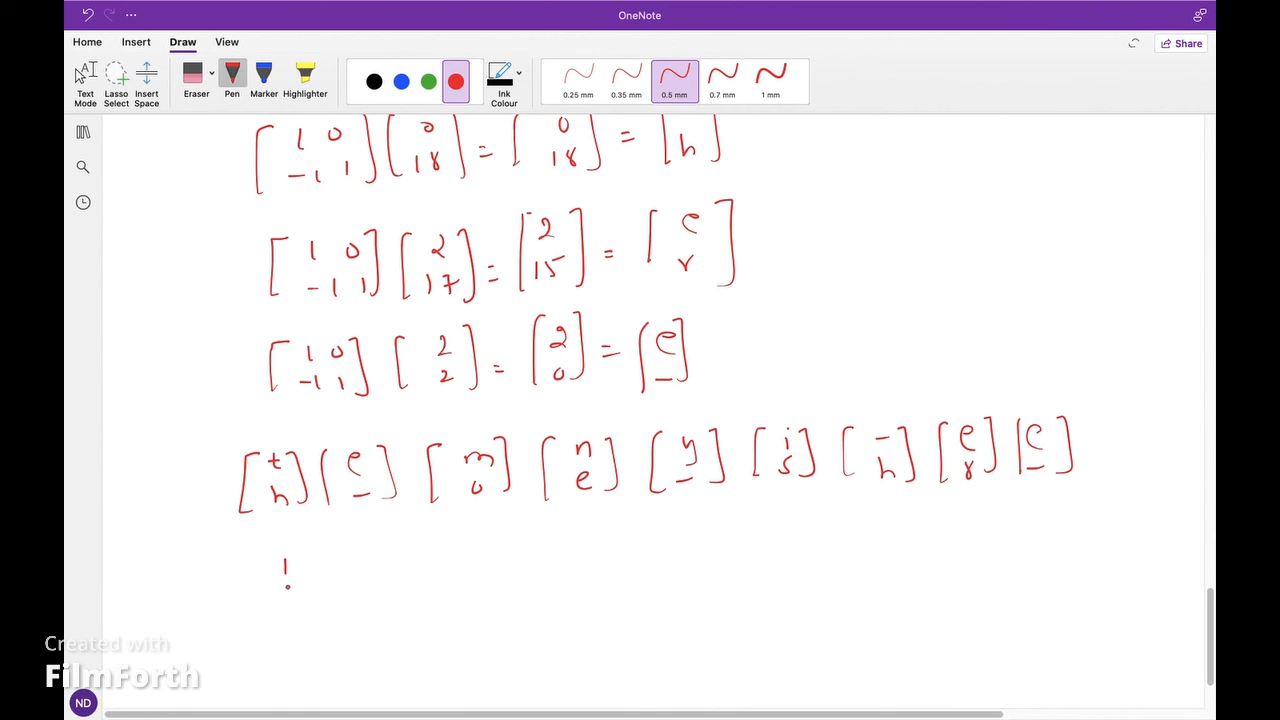 OneNote
Home Insert Draw View
Share
Text Mode Lasso Select Insert Space Eraser Pen Marker Highlighter Ink Colour 0.25 mm 0.35 mm 0.5 mm 0.7 mm 1 mm
[1 0; -1 1] [0; 18] = [0; 18] = [h]
[1 0; -1 1] [2; 17] = [2; 15] = [e; r]
[1 0; -1 1] [2; 2] = [2; 0] = [e; _]
[t; h] [e; _] [m; o] [n; e] [y; _] [i; s] [_; h] [e; r] [e; _]
Created with
FilmForth
ND